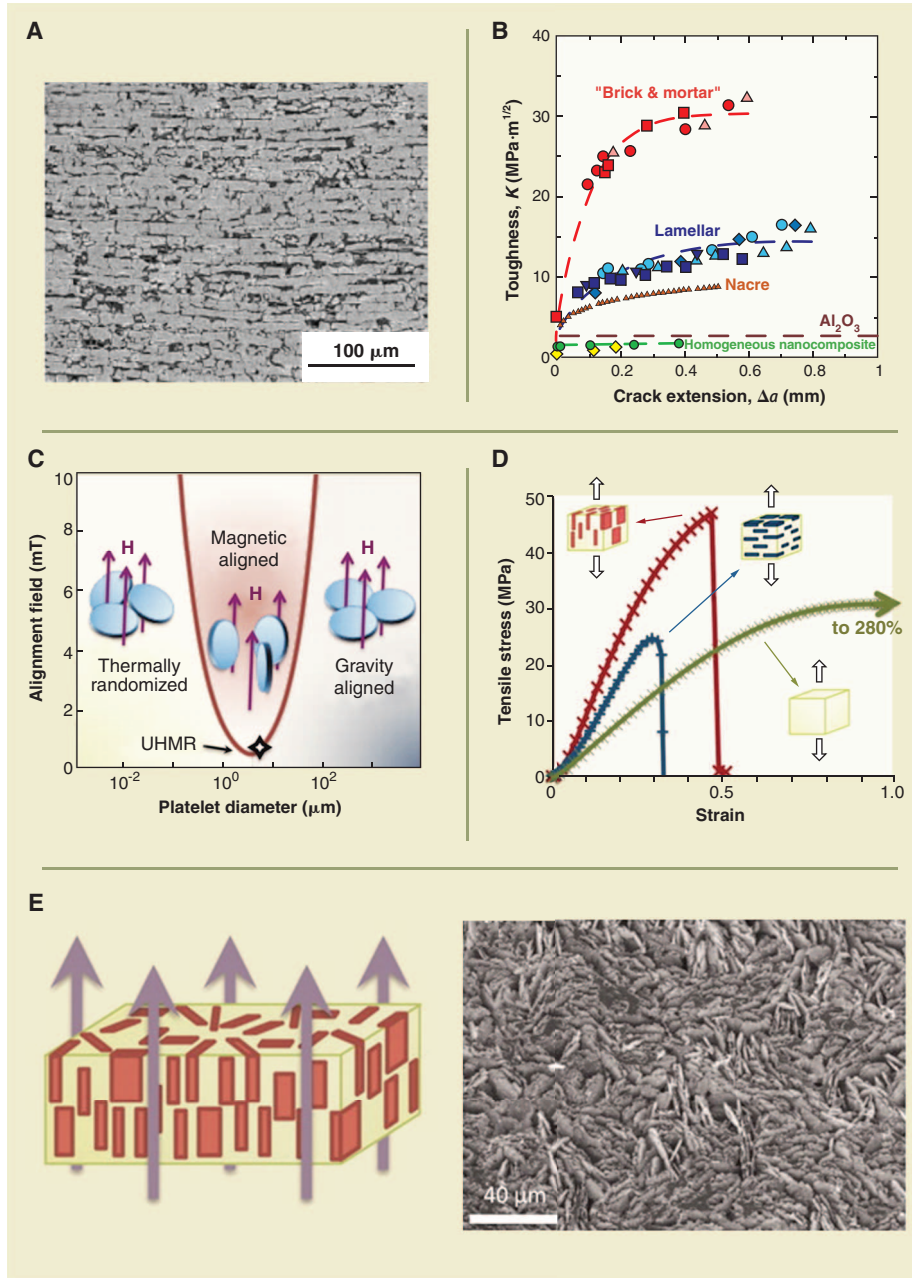 A
100 μm
B
40
30
20
10
0
Toughness, K (MPa·m1/2)
"Brick & mortar"
Lamellar
Nacre
Al2O3
Homogeneous nanocomposite
0 0.2 0.4 0.6 0.8 1
Crack extension, Δa (mm)
C
10
8
6
4
2
0
Alignment field (mT)
Magnetic
aligned
H
H
H
Thermally
randomized
Gravity
aligned
UHMR
10-2 100 102
Platelet diameter (μm)
D
50
40
30
20
10
0
Tensile stress (MPa)
to 280%
0 0.5 1.0
Strain
E
40 μm